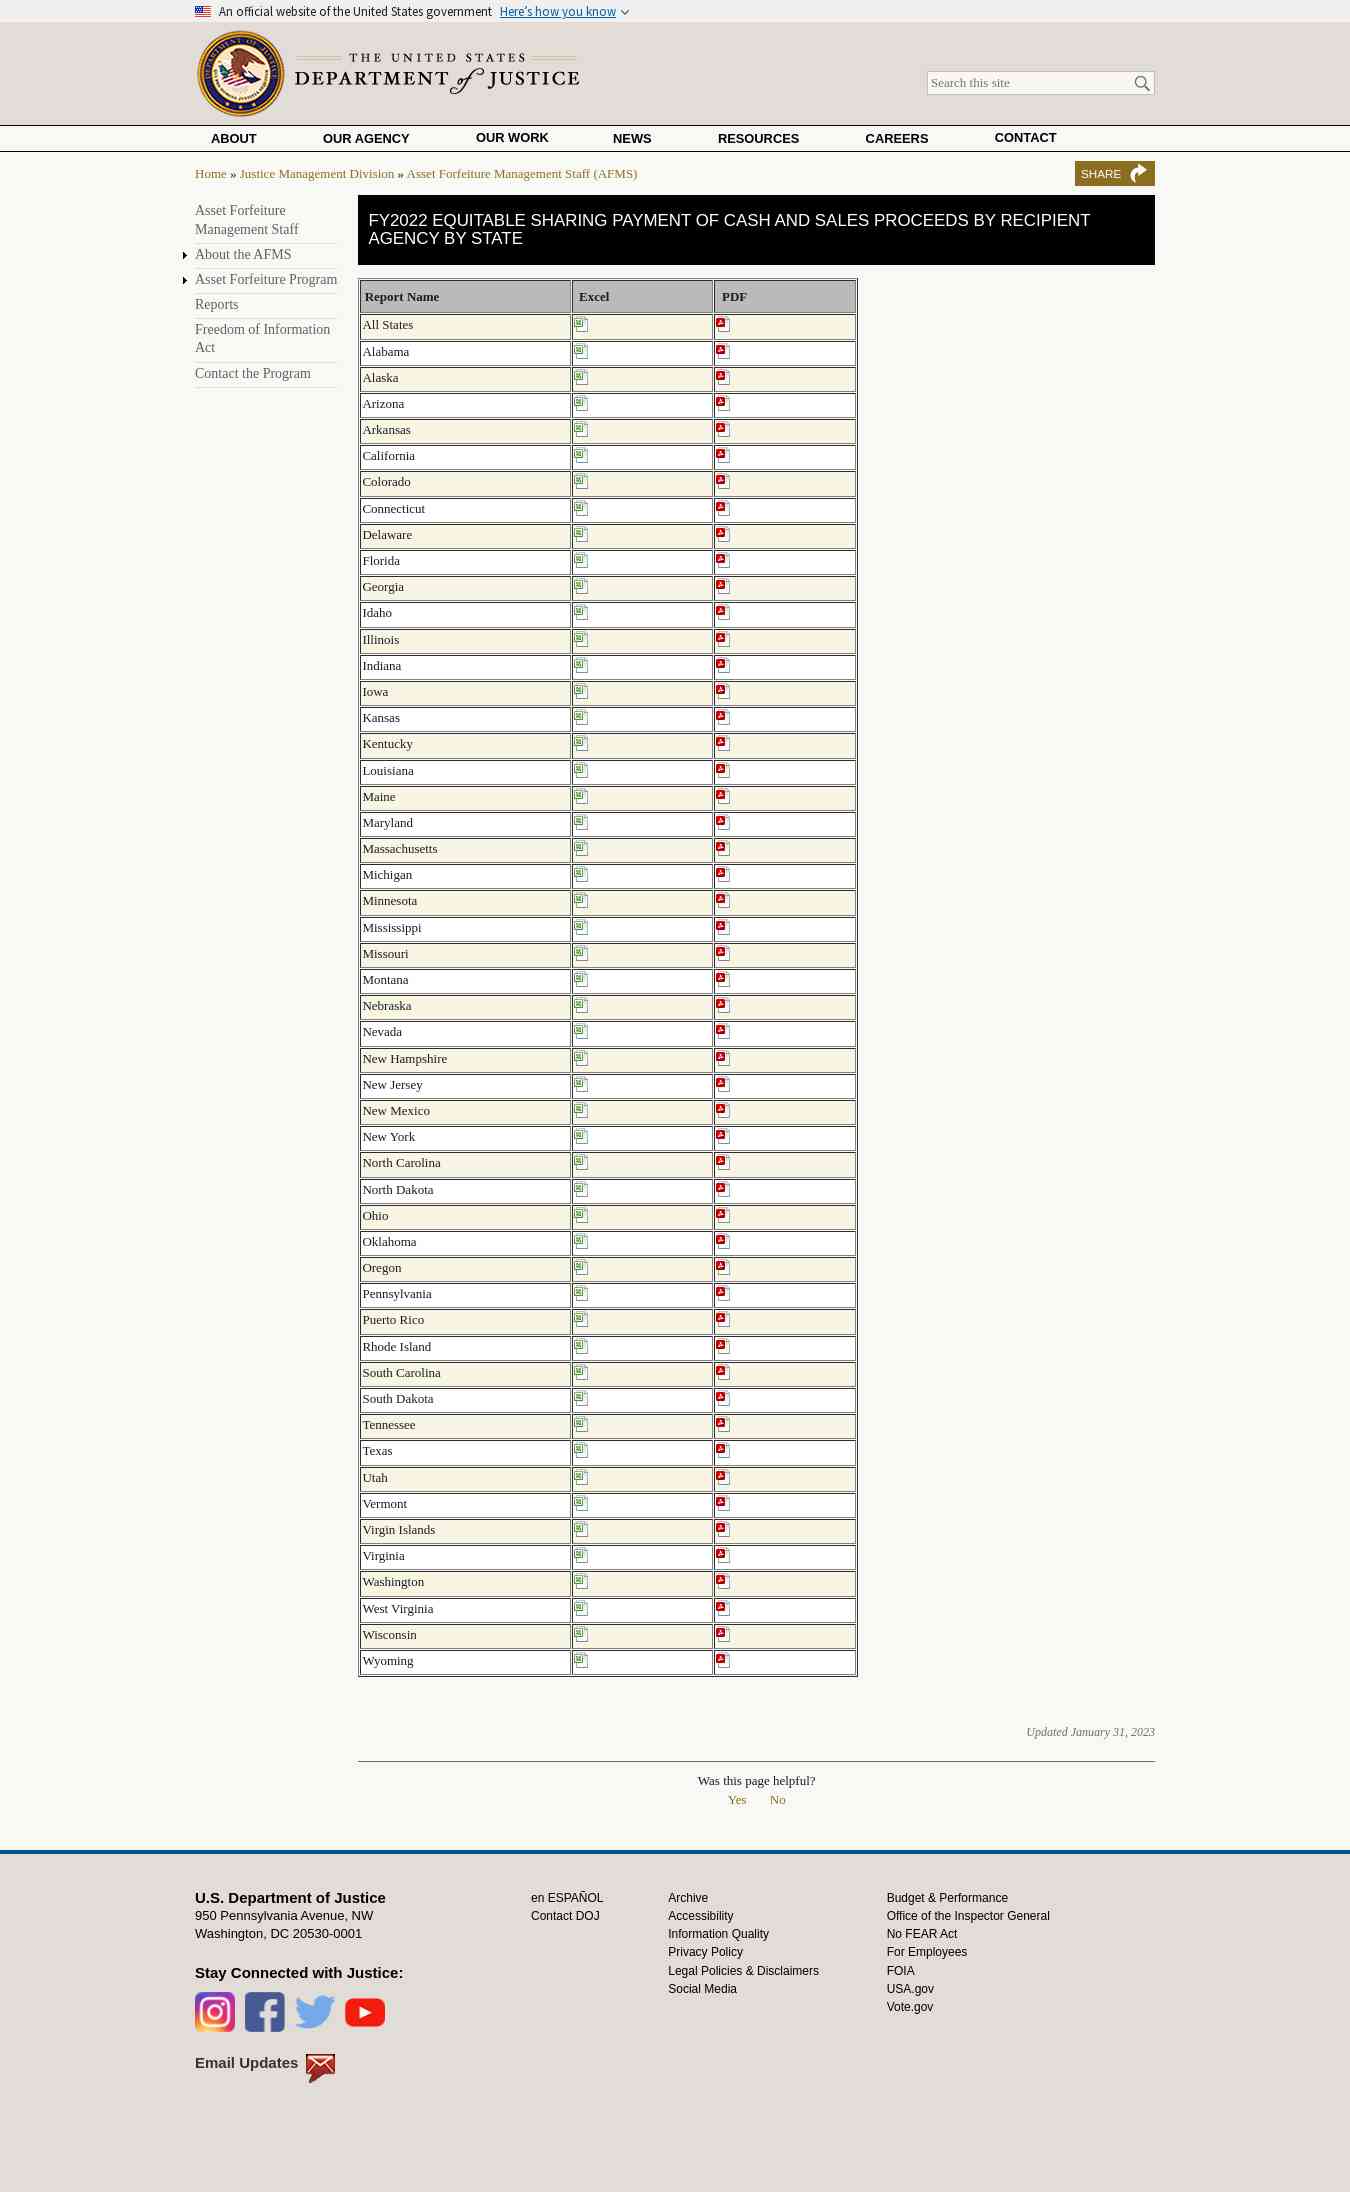 An official website of the United States government Here's how you know
THE UNITED STATES
DEPARTMENT of JUSTICE
Search this site
ABOUT OUR AGENCY OUR WORK NEWS RESOURCES CAREERS CONTACT
Home » Justice Management Division » Asset Forfeiture Management Staff (AFMS)
SHARE
Asset Forfeiture
Management Staff
About the AFMS
Asset Forfeiture Program
Reports
Freedom of Information
Act
Contact the Program
FY2022 EQUITABLE SHARING PAYMENT OF CASH AND SALES PROCEEDS BY RECIPIENT
AGENCY BY STATE
Report Name Excel PDF
All States
Alabama
Alaska
Arizona
Arkansas
California
Colorado
Connecticut
Delaware
Florida
Georgia
Idaho
Illinois
Indiana
Iowa
Kansas
Kentucky
Louisiana
Maine
Maryland
Massachusetts
Michigan
Minnesota
Mississippi
Missouri
Montana
Nebraska
Nevada
New Hampshire
New Jersey
New Mexico
New York
North Carolina
North Dakota
Ohio
Oklahoma
Oregon
Pennsylvania
Puerto Rico
Rhode Island
South Carolina
South Dakota
Tennessee
Texas
Utah
Vermont
Virgin Islands
Virginia
Washington
West Virginia
Wisconsin
Wyoming
Updated January 31, 2023
Was this page helpful?
Yes No
U.S. Department of Justice
950 Pennsylvania Avenue, NW
Washington, DC 20530-0001
Stay Connected with Justice:
Email Updates
en ESPAÑOL
Contact DOJ
Archive
Accessibility
Information Quality
Privacy Policy
Legal Policies & Disclaimers
Social Media
Budget & Performance
Office of the Inspector General
No FEAR Act
For Employees
FOIA
USA.gov
Vote.gov